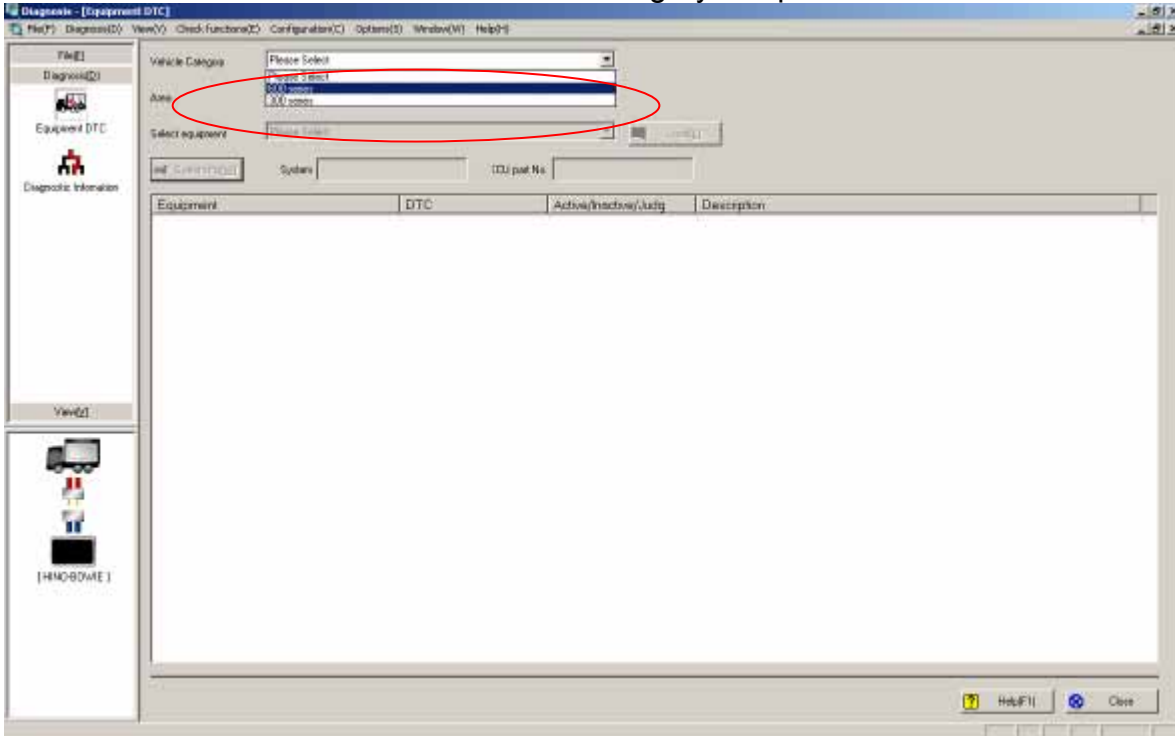 Diagnosis - [Equipment DTC]
File(F) Diagnosis(D) View(V) Check functions(E) Configuration(C) Options(S) Window(W) Help(H)
File(F)
Diagnosis(D)
Equipment DTC
Diagnostic Infomation
View(V)
[HINO-BOWIE]
Vehicle Category Please Select
Please Select
600 series
300 series
Area
Select equipment Please Select
System ECU part No.
Equipment DTC Active/Inactive/Judg Description
Help(F1) Close